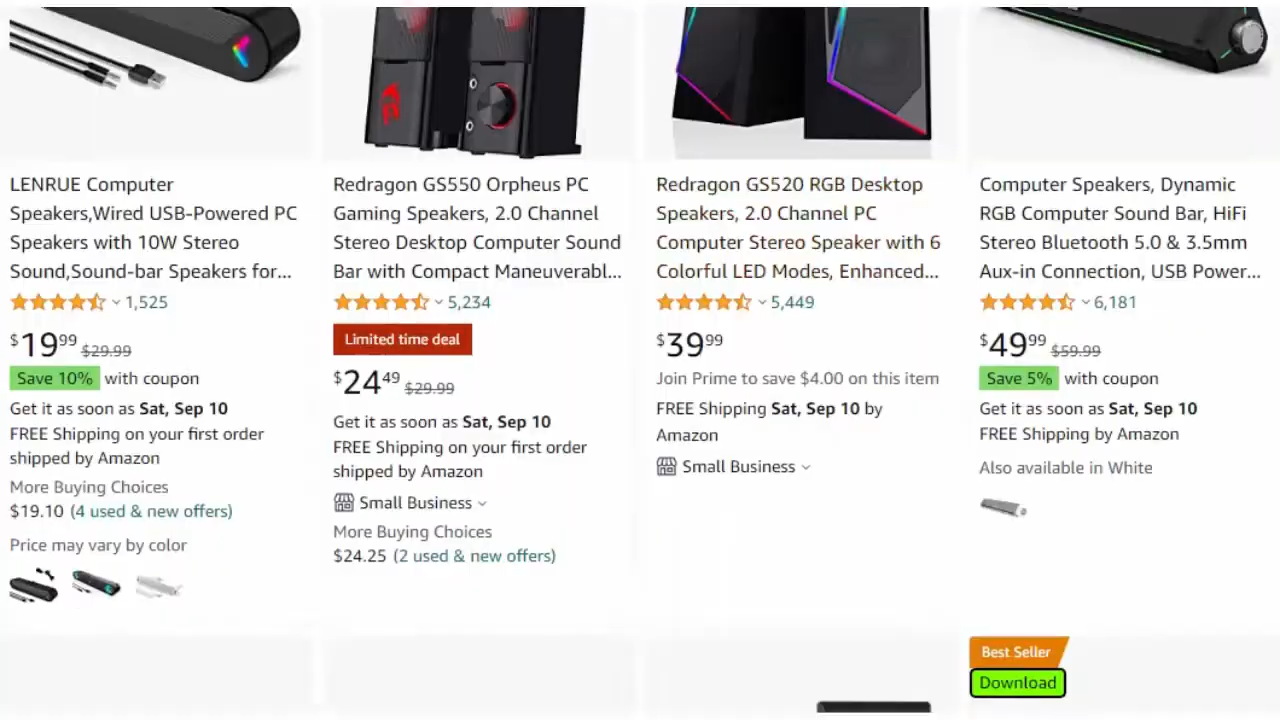 LENRUE Computer
Speakers,Wired USB-Powered PC
Speakers with 10W Stereo
Sound,Sound-bar Speakers for...
1,525
$19.99 $29.99
Save 10% with coupon
Get it as soon as Sat, Sep 10
FREE Shipping on your first order
shipped by Amazon
More Buying Choices
$19.10 (4 used & new offers)
Price may vary by color
Redragon GS550 Orpheus PC
Gaming Speakers, 2.0 Channel
Stereo Desktop Computer Sound
Bar with Compact Maneuverabl...
5,234
Limited time deal
$24.49 $29.99
Get it as soon as Sat, Sep 10
FREE Shipping on your first order
shipped by Amazon
Small Business
More Buying Choices
$24.25 (2 used & new offers)
Redragon GS520 RGB Desktop
Speakers, 2.0 Channel PC
Computer Stereo Speaker with 6
Colorful LED Modes, Enhanced...
5,449
$39.99
Join Prime to save $4.00 on this item
FREE Shipping Sat, Sep 10 by
Amazon
Small Business
Computer Speakers, Dynamic
RGB Computer Sound Bar, HiFi
Stereo Bluetooth 5.0 & 3.5mm
Aux-in Connection, USB Power...
6,181
$49.99 $59.99
Save 5% with coupon
Get it as soon as Sat, Sep 10
FREE Shipping by Amazon
Also available in White
Best Seller
Download